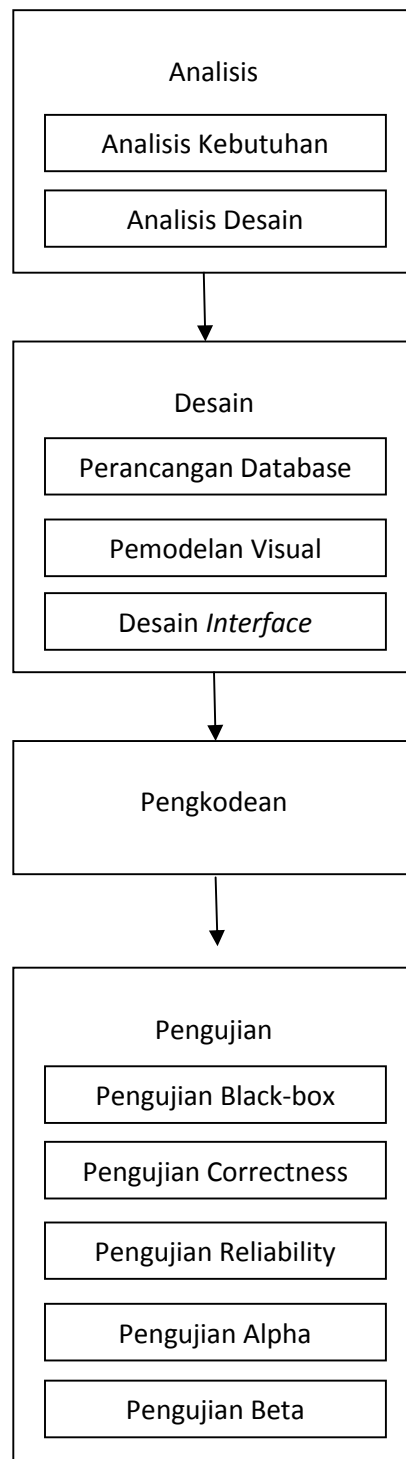 Analisis
Analisis Kebutuhan
Analisis Desain
Desain
Perancangan Database
Pemodelan Visual
Desain Interface
Pengkodean
Pengujian
Pengujian Black-box
Pengujian Correctness
Pengujian Reliability
Pengujian Alpha
Pengujian Beta